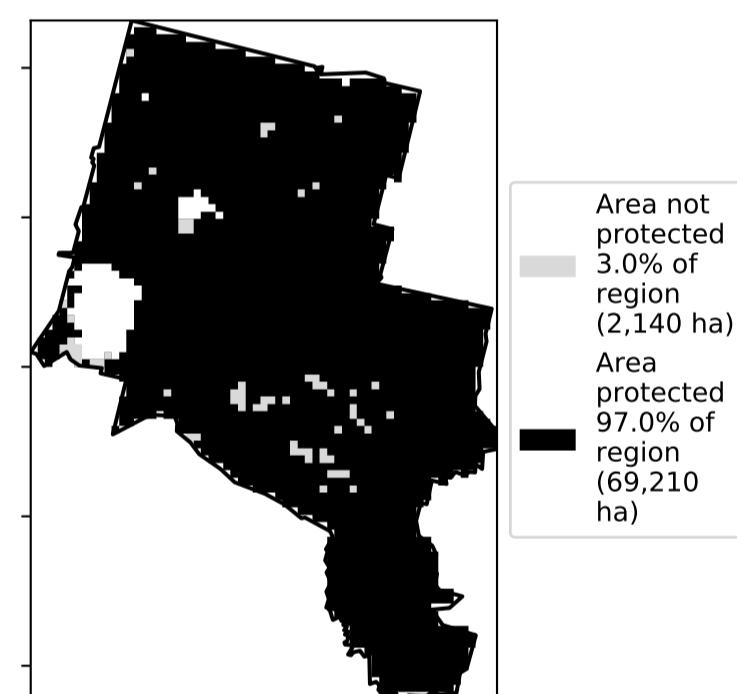 Area not
protected
3.0% of
region
(2,140 ha)
Area
protected
97.0% of
region
(69,210
ha)